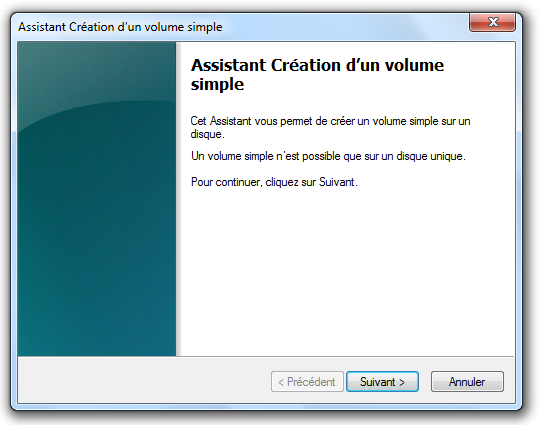 Assistant Création d’un volume simple
Assistant Création d’un volume
simple
Cet Assistant vous permet de créer un volume simple sur un
disque.
Un volume simple n'est possible que sur un disque unique.
Pour continuer, cliquez sur Suivant.
< Précédent
Suivant >
Annuler